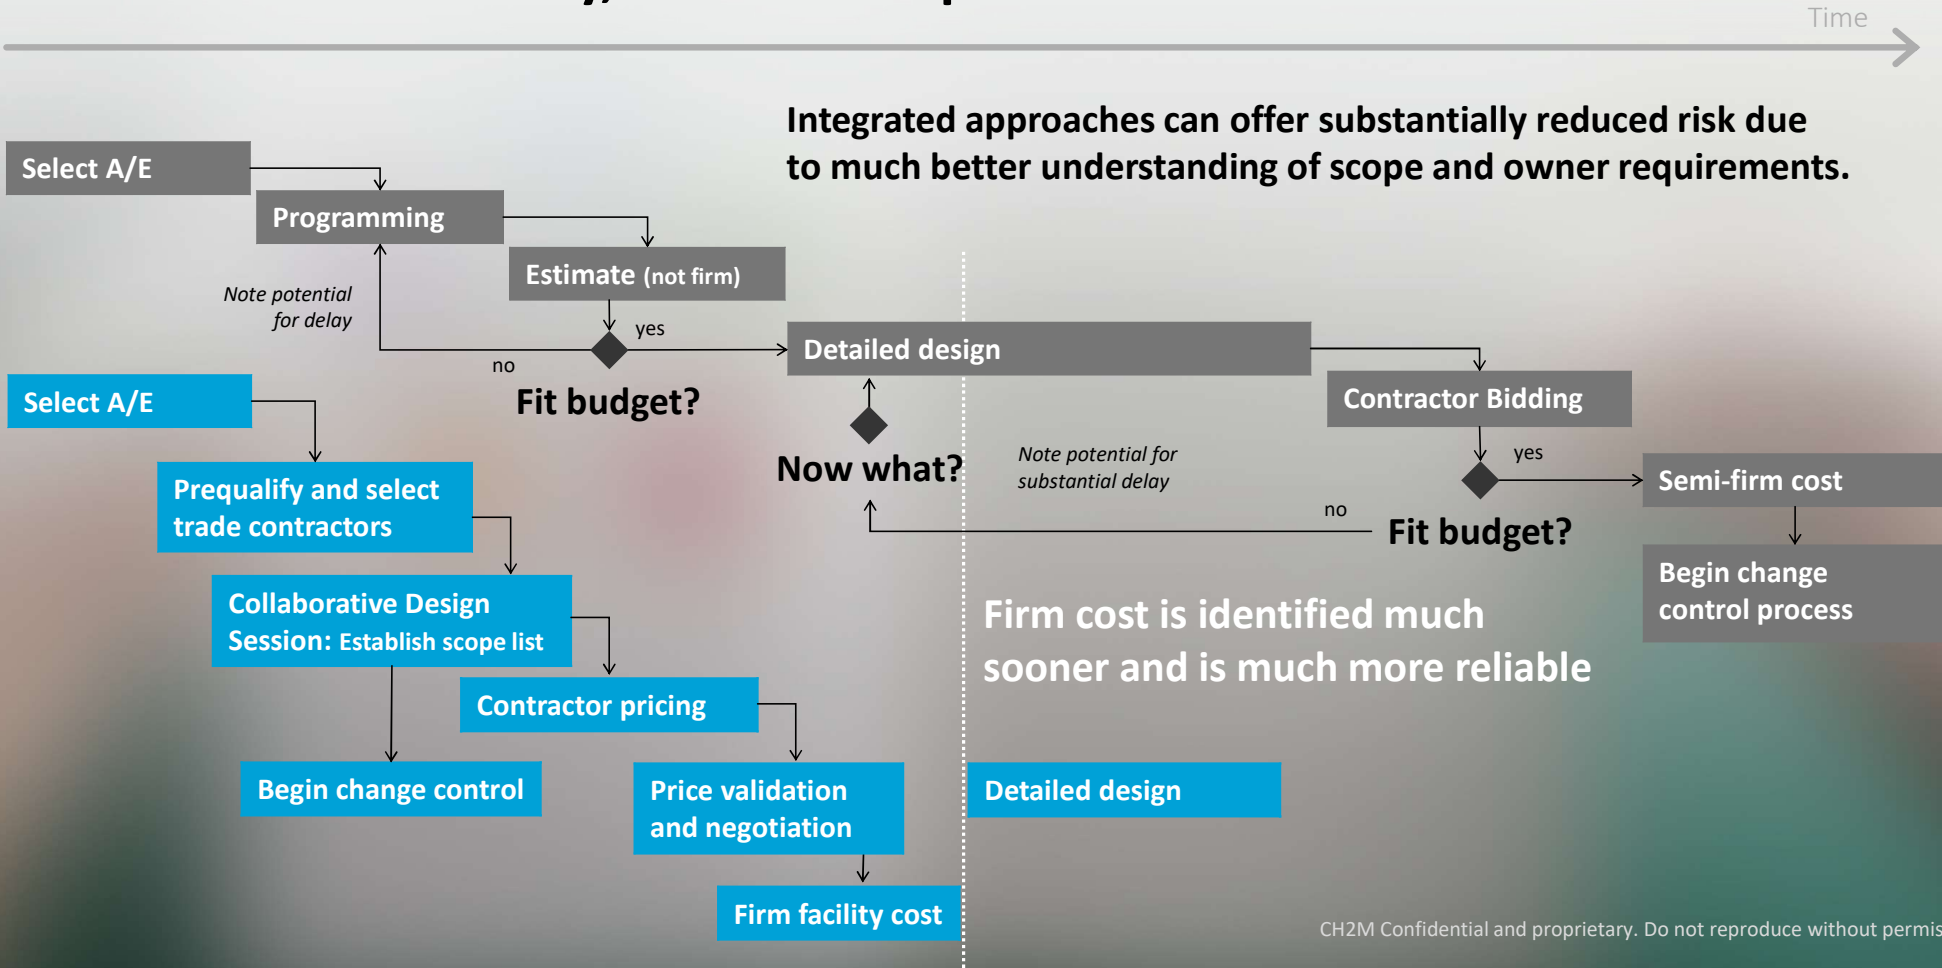 Time
Integrated approaches can offer substantially reduced risk due
to much better understanding of scope and owner requirements.
Select A/E
Programming
Estimate (not firm)
Note potential
for delay
yes
no
Fit budget?
Detailed design
Contractor Bidding
Now what?
Note potential for
substantial delay
yes
no
Fit budget?
Semi-firm cost
Begin change
control process
Select A/E
Prequalify and select
trade contractors
Collaborative Design
Session: Establish scope list
Contractor pricing
Begin change control
Price validation
and negotiation
Firm facility cost
Firm cost is identified much
sooner and is much more reliable
Detailed design
CH2M Confidential and proprietary. Do not reproduce without